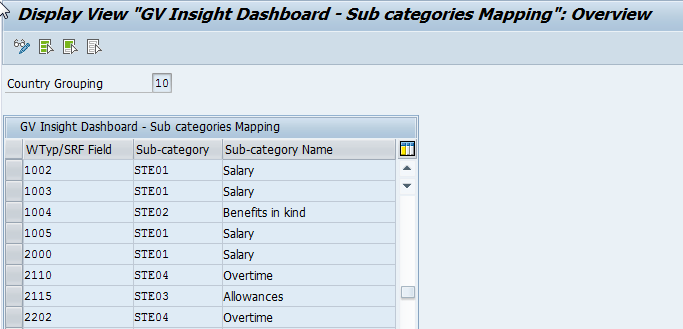 Display View "GV Insight Dashboard - Sub categories Mapping": Overview
Country Grouping 10
GV Insight Dashboard - Sub categories Mapping
WTyp/SRF Field Sub-category Sub-category Name
1002 STE01 Salary
1003 STE01 Salary
1004 STE02 Benefits in kind
1005 STE01 Salary
2000 STE01 Salary
2110 STE04 Overtime
2115 STE03 Allowances
2202 STE04 Overtime